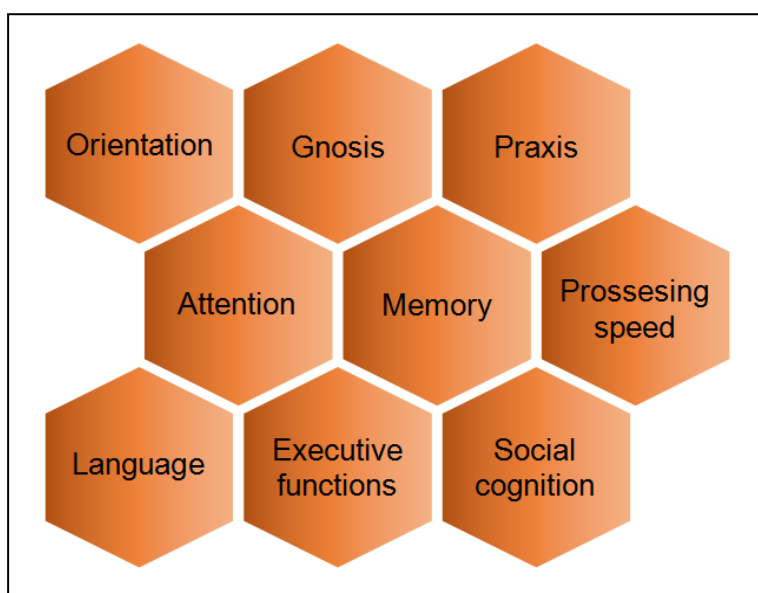 Orientation
Gnosis
Praxis
Attention
Memory
Prossesing
speed
Language
Executive
functions
Social
cognition